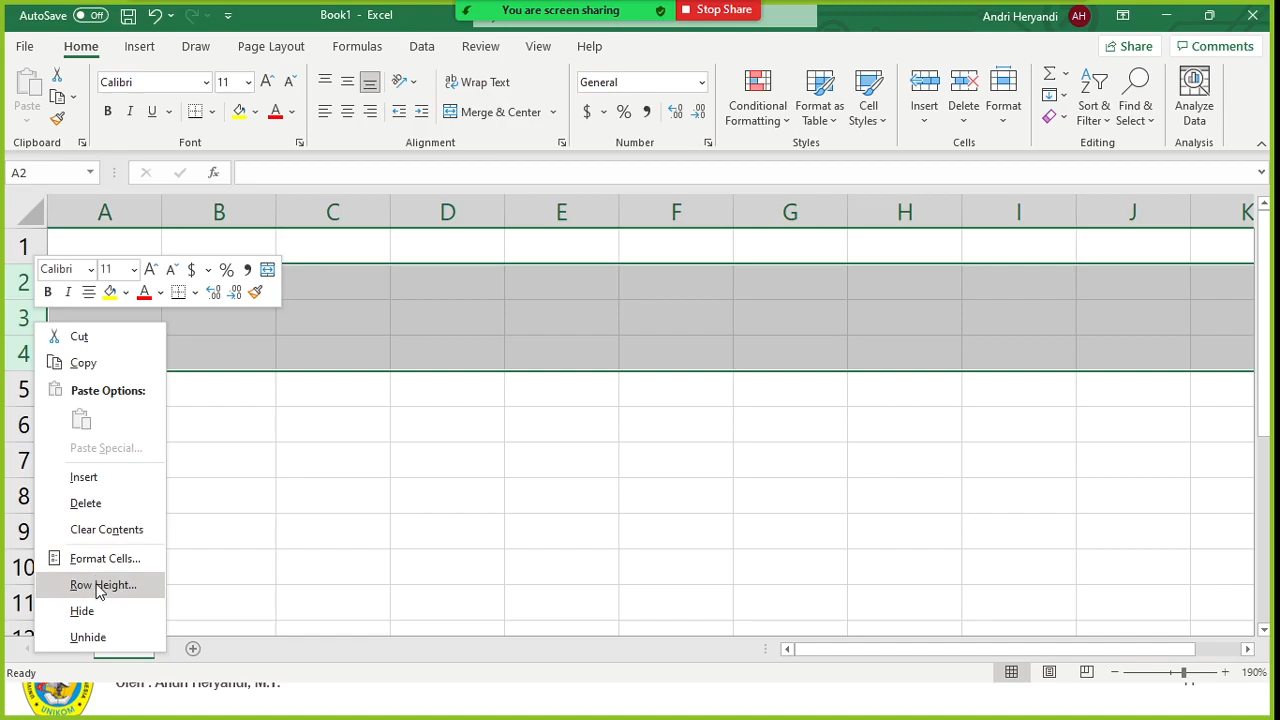 AutoSave Off Book1 - Excel You are screen sharing Stop Share Andri Heryandi AH
File Home Insert Draw Page Layout Formulas Data Review View Help Share Comments
Paste Calibri 11 Wrap Text General Conditional Formatting Format as Table Cell Styles Insert Delete Format Sort & Filter Find & Select Analyze Data
B I U A Merge & Center $ %
Clipboard Font Alignment Number Styles Cells Editing Analysis
A2 fx
A B C D E F G H I J K
1
Calibri 11 A A $ %
2
B I A
3
Cut
4
Copy
5
Paste Options:
6
Paste Special...
7
Insert
8
Delete
9
Clear Contents
10
Format Cells...
Row Height...
11
Hide
Unhide
Ready 190%